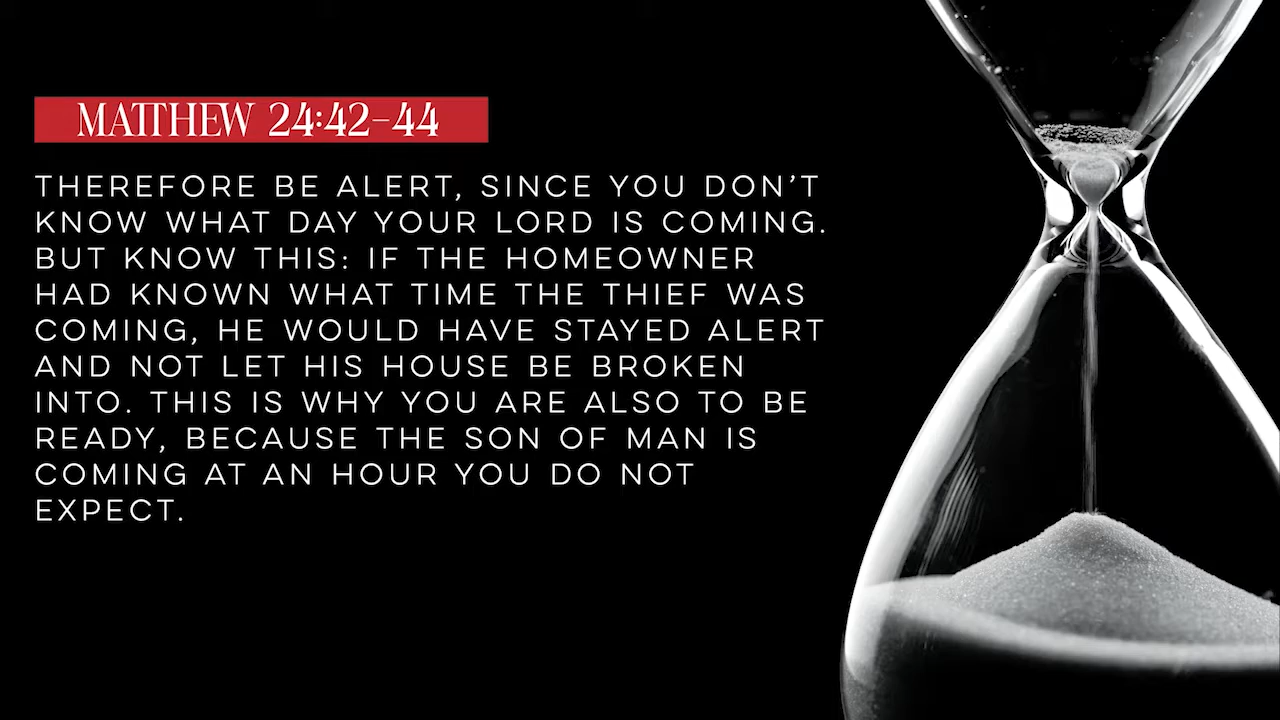 MATTHEW 24:42-44
THEREFORE BE ALERT, SINCE YOU DON'T
KNOW WHAT DAY YOUR LORD IS COMING.
BUT KNOW THIS: IF THE HOMEOWNER
HAD KNOWN WHAT TIME THE THIEF WAS
COMING, HE WOULD HAVE STAYED ALERT
AND NOT LET HIS HOUSE BE BROKEN
INTO. THIS IS WHY YOU ARE ALSO TO BE
READY, BECAUSE THE SON OF MAN IS
COMING AT AN HOUR YOU DO NOT
EXPECT.